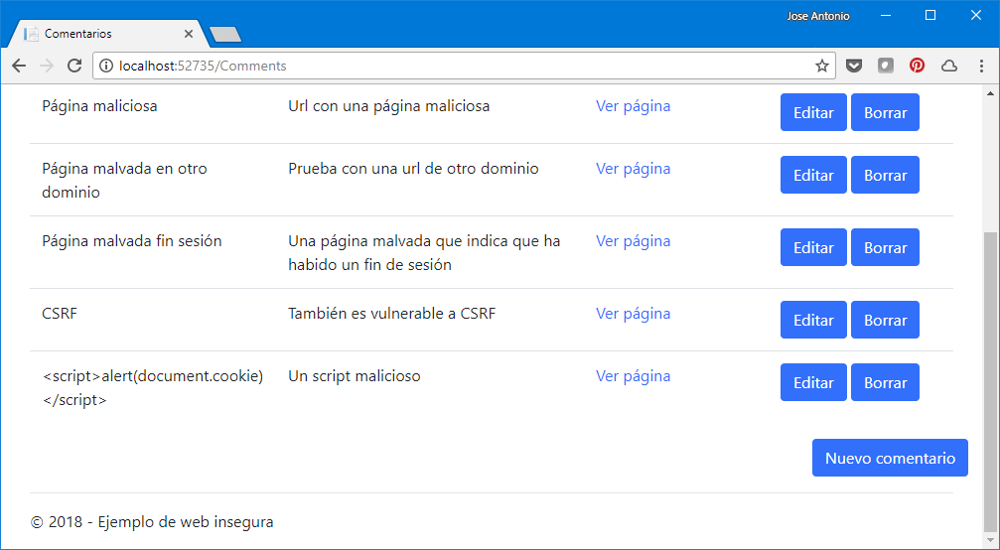 Jose Antonio
Comentarios
localhost:52735/Comments
Página maliciosa Url con una página maliciosa Ver página Editar Borrar
Página malvada en otro Prueba con una url de otro dominio Ver página Editar Borrar
dominio
Página malvada fin sesión Una página malvada que indica que ha Ver página Editar Borrar
habido un fin de sesión
CSRF También es vulnerable a CSRF Ver página Editar Borrar
<script>alert(document.cookie) Un script malicioso Ver página Editar Borrar
</script>
Nuevo comentario
© 2018 - Ejemplo de web insegura